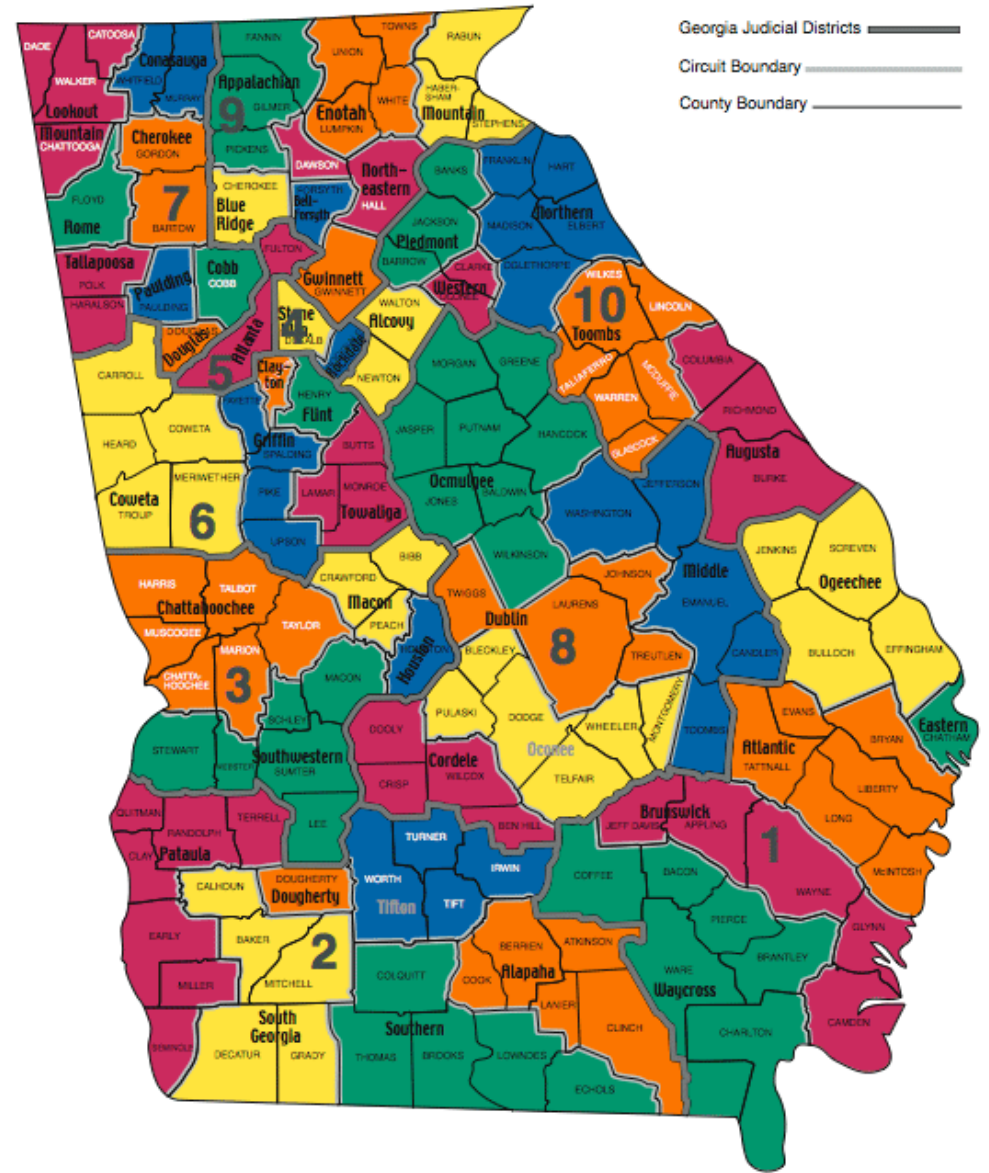 Georgia Judicial Districts
Circuit Boundary
County Boundary
DADE
CATOOSA
WALKER
Lookout
Mountain
CHATTOOGA
Conasauga
WHITFIELD
MURRAY
FANNIN
Appalachian
9
GILMER
PICKENS
TOWNS
UNION
WHITE
Enotah
LUMPKIN
RABUN
HABER-
SHAM
Mountain
STEPHENS
Cherokee
GORDON
7
BARTOW
DAWSON
North-
eastern
HALL
BANKS
FRANKLIN
HART
Northern
MADISON
ELBERT
OGLETHORPE
FLOYD
Rome
CHEROKEE
Blue
Ridge
FORSYTH
Bell-
Forsyth
JACKSON
Piedmont
BARROW
Tallapoosa
POLK
HARALSON
Paulding
PAULDING
Cobb
COBB
FULTON
Atlanta
5
Gwinnett
GWINNETT
CLARKE
Western
OCONEE
WILKES
10
LINCOLN
Toombs
TALIAFERRO
MCDUFFIE
WARREN
GLASCOCK
DOUGLAS
Douglas
Stone
4
DEKALB
Rockdale
WALTON
Alcovy
NEWTON
MORGAN
GREENE
COLUMBIA
RICHMOND
Augusta
BURKE
CARROLL
Clay-
ton
HENRY
Flint
FAYETTE
HEARD
COWETA
Griffin
SPALDING
BUTTS
JASPER
PUTNAM
HANCOCK
MERIWETHER
Coweta
TROUP
6
PIKE
UPSON
LAMAR
MONROE
Towaliga
Ocmulgee
JONES
BALDWIN
WASHINGTON
JEFFERSON
WILKINSON
JENKINS
SCREVEN
Ogeechee
BULLOCH
EFFINGHAM
HARRIS
TALBOT
Chattahoochee
MUSCOGEE
TAYLOR
MARION
CHATTA-
HOOCHEE
3
CRAWFORD
BIBB
Macon
PEACH
HOUSTON
Houston
TWIGGS
Dublin
LAURENS
8
JOHNSON
TREUTLEN
Middle
EMANUEL
CANDLER
TOOMBS
MACON
SCHLEY
STEWART
WEBSTER
Southwestern
SUMTER
BLECKLEY
PULASKI
DODGE
WHEELER
MONTGOMERY
Oconee
TELFAIR
EVANS
Atlantic
TATTNALL
BRYAN
LIBERTY
LONG
McINTOSH
Eastern
CHATHAM
DOOLY
Cordele
CRISP
WILCOX
BEN HILL
QUITMAN
RANDOLPH
TERRELL
LEE
CLAY
Pataula
TURNER
WORTH
Tifton
TIFT
IRWIN
Brunswick
JEFF DAVIS
APPLING
1
WAYNE
GLYNN
CAMDEN
CALHOUN
DOUGHERTY
Dougherty
COFFEE
BACON
PIERCE
BRANTLEY
WARE
Waycross
CHARLTON
EARLY
BAKER
2
MITCHELL
MILLER
SEMINOLE
South
Georgia
DECATUR
GRADY
COLQUITT
Southern
THOMAS
BROOKS
LOWNDES
ECHOLS
BERRIEN
ATKINSON
COOK
Alapaha
LANIER
CLINCH